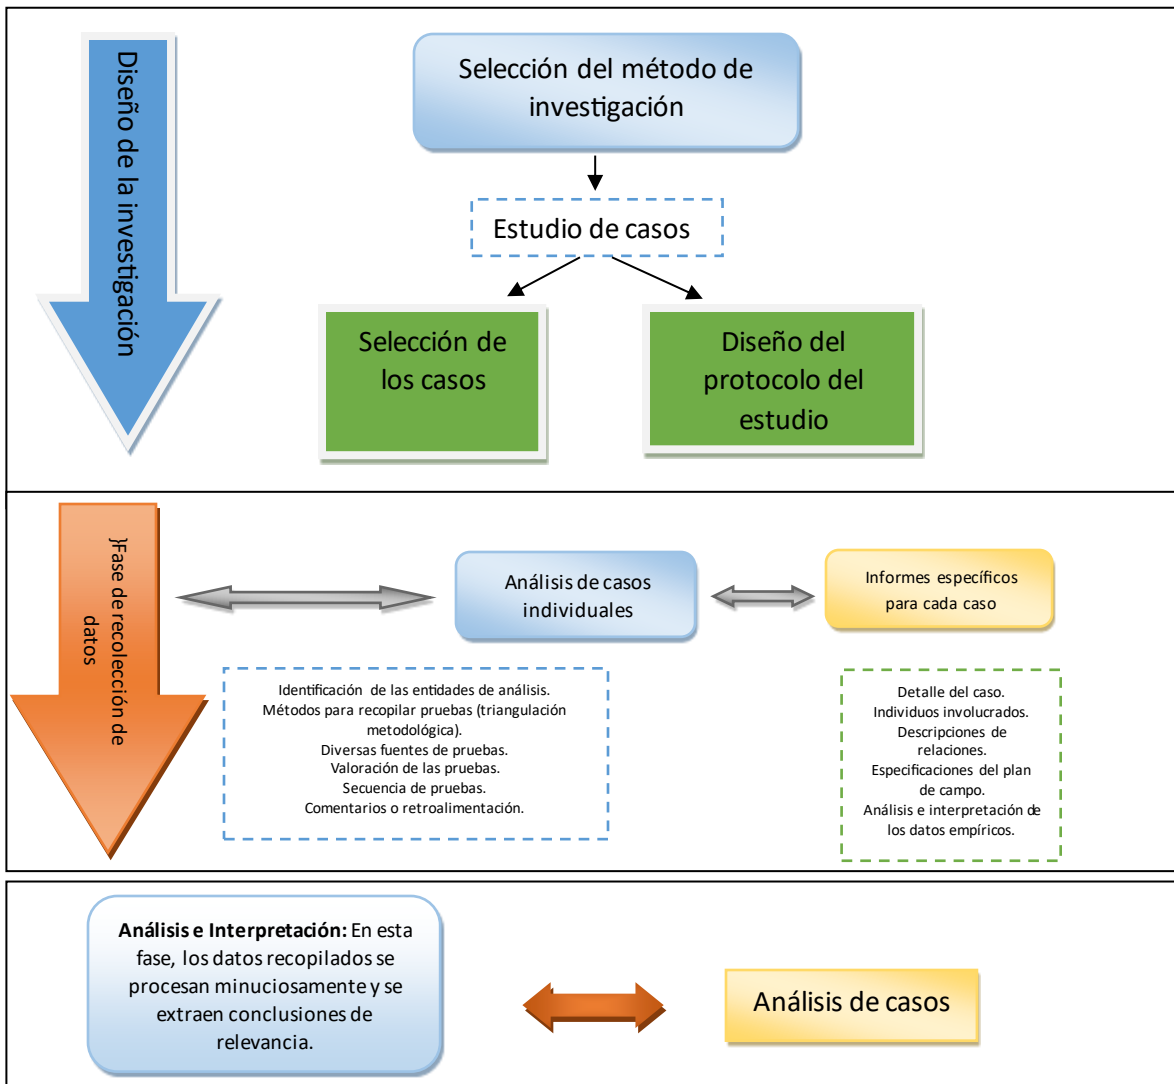 Diseño de la investigación
Selección del método de
investigación
Estudio de casos
Selección de
los casos
Diseño del
protocolo del
estudio
}Fase de recolección de
datos
Análisis de casos
individuales
Informes específicos
para cada caso
Identificación de las entidades de análisis.
Métodos para recopilar pruebas (triangulación
metodológica).
Diversas fuentes de pruebas.
Valoración de las pruebas.
Secuencia de pruebas.
Comentarios o retroalimentación.
Detalle del caso.
Individuos involucrados.
Descripciones de
relaciones.
Especificaciones del plan
de campo.
Análisis e interpretación de
los datos empíricos.
Análisis e Interpretación: En esta
fase, los datos recopilados se
procesan minuciosamente y se
extraen conclusiones de
relevancia.
Análisis de casos